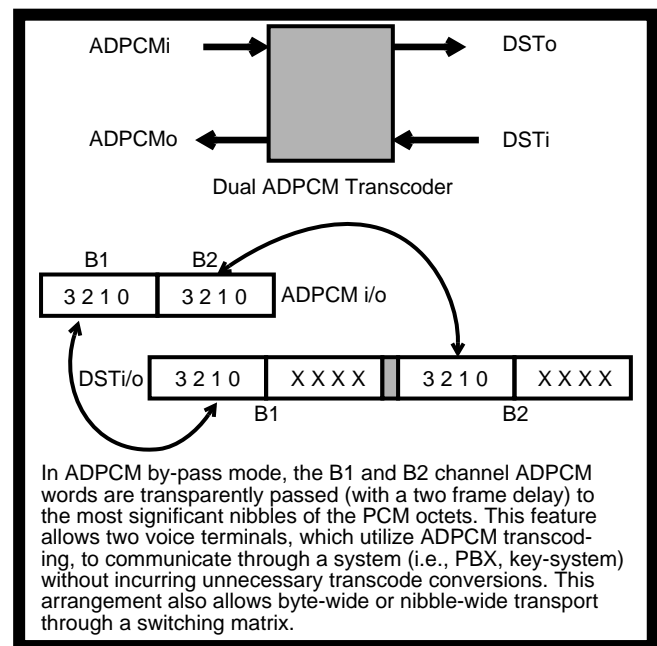 ADPCMi
DSTo
ADPCMo
DSTi
Dual ADPCM Transcoder
B1
B2
3 2 1 0
3 2 1 0
ADPCM i/o
DSTi/o
3 2 1 0
X X X X
3 2 1 0
X X X X
B1
B2
In ADPCM by-pass mode, the B1 and B2 channel ADPCM
words are transparently passed (with a two frame delay) to
the most significant nibbles of the PCM octets. This feature
allows two voice terminals, which utilize ADPCM transcod-
ing, to communicate through a system (i.e., PBX, key-system)
without incurring unnecessary transcode conversions. This
arrangement also allows byte-wide or nibble-wide transport
through a switching matrix.